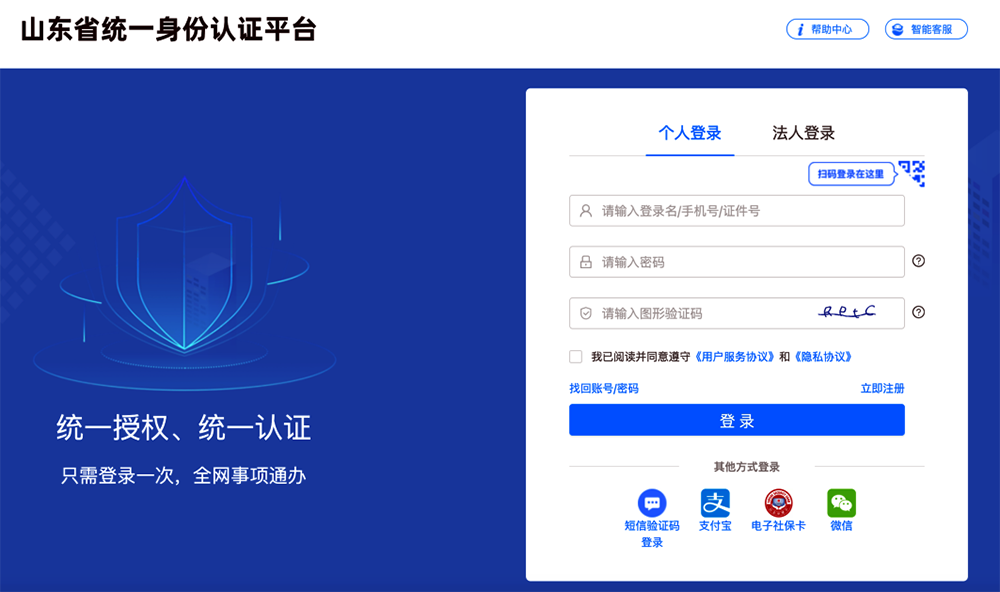 山东省统一身份认证平台
帮助中心
智能客服
个人登录
法人登录
扫码登录在这里
请输入登录名/手机号/证件号
请输入密码
请输入图形验证码
我已阅读并同意遵守《用户服务协议》和《隐私协议》
找回账号/密码
立即注册
登录
其他方式登录
短信验证码
登录
支付宝
电子社保卡
微信
统一授权、统一认证
只需登录一次，全网事项通办